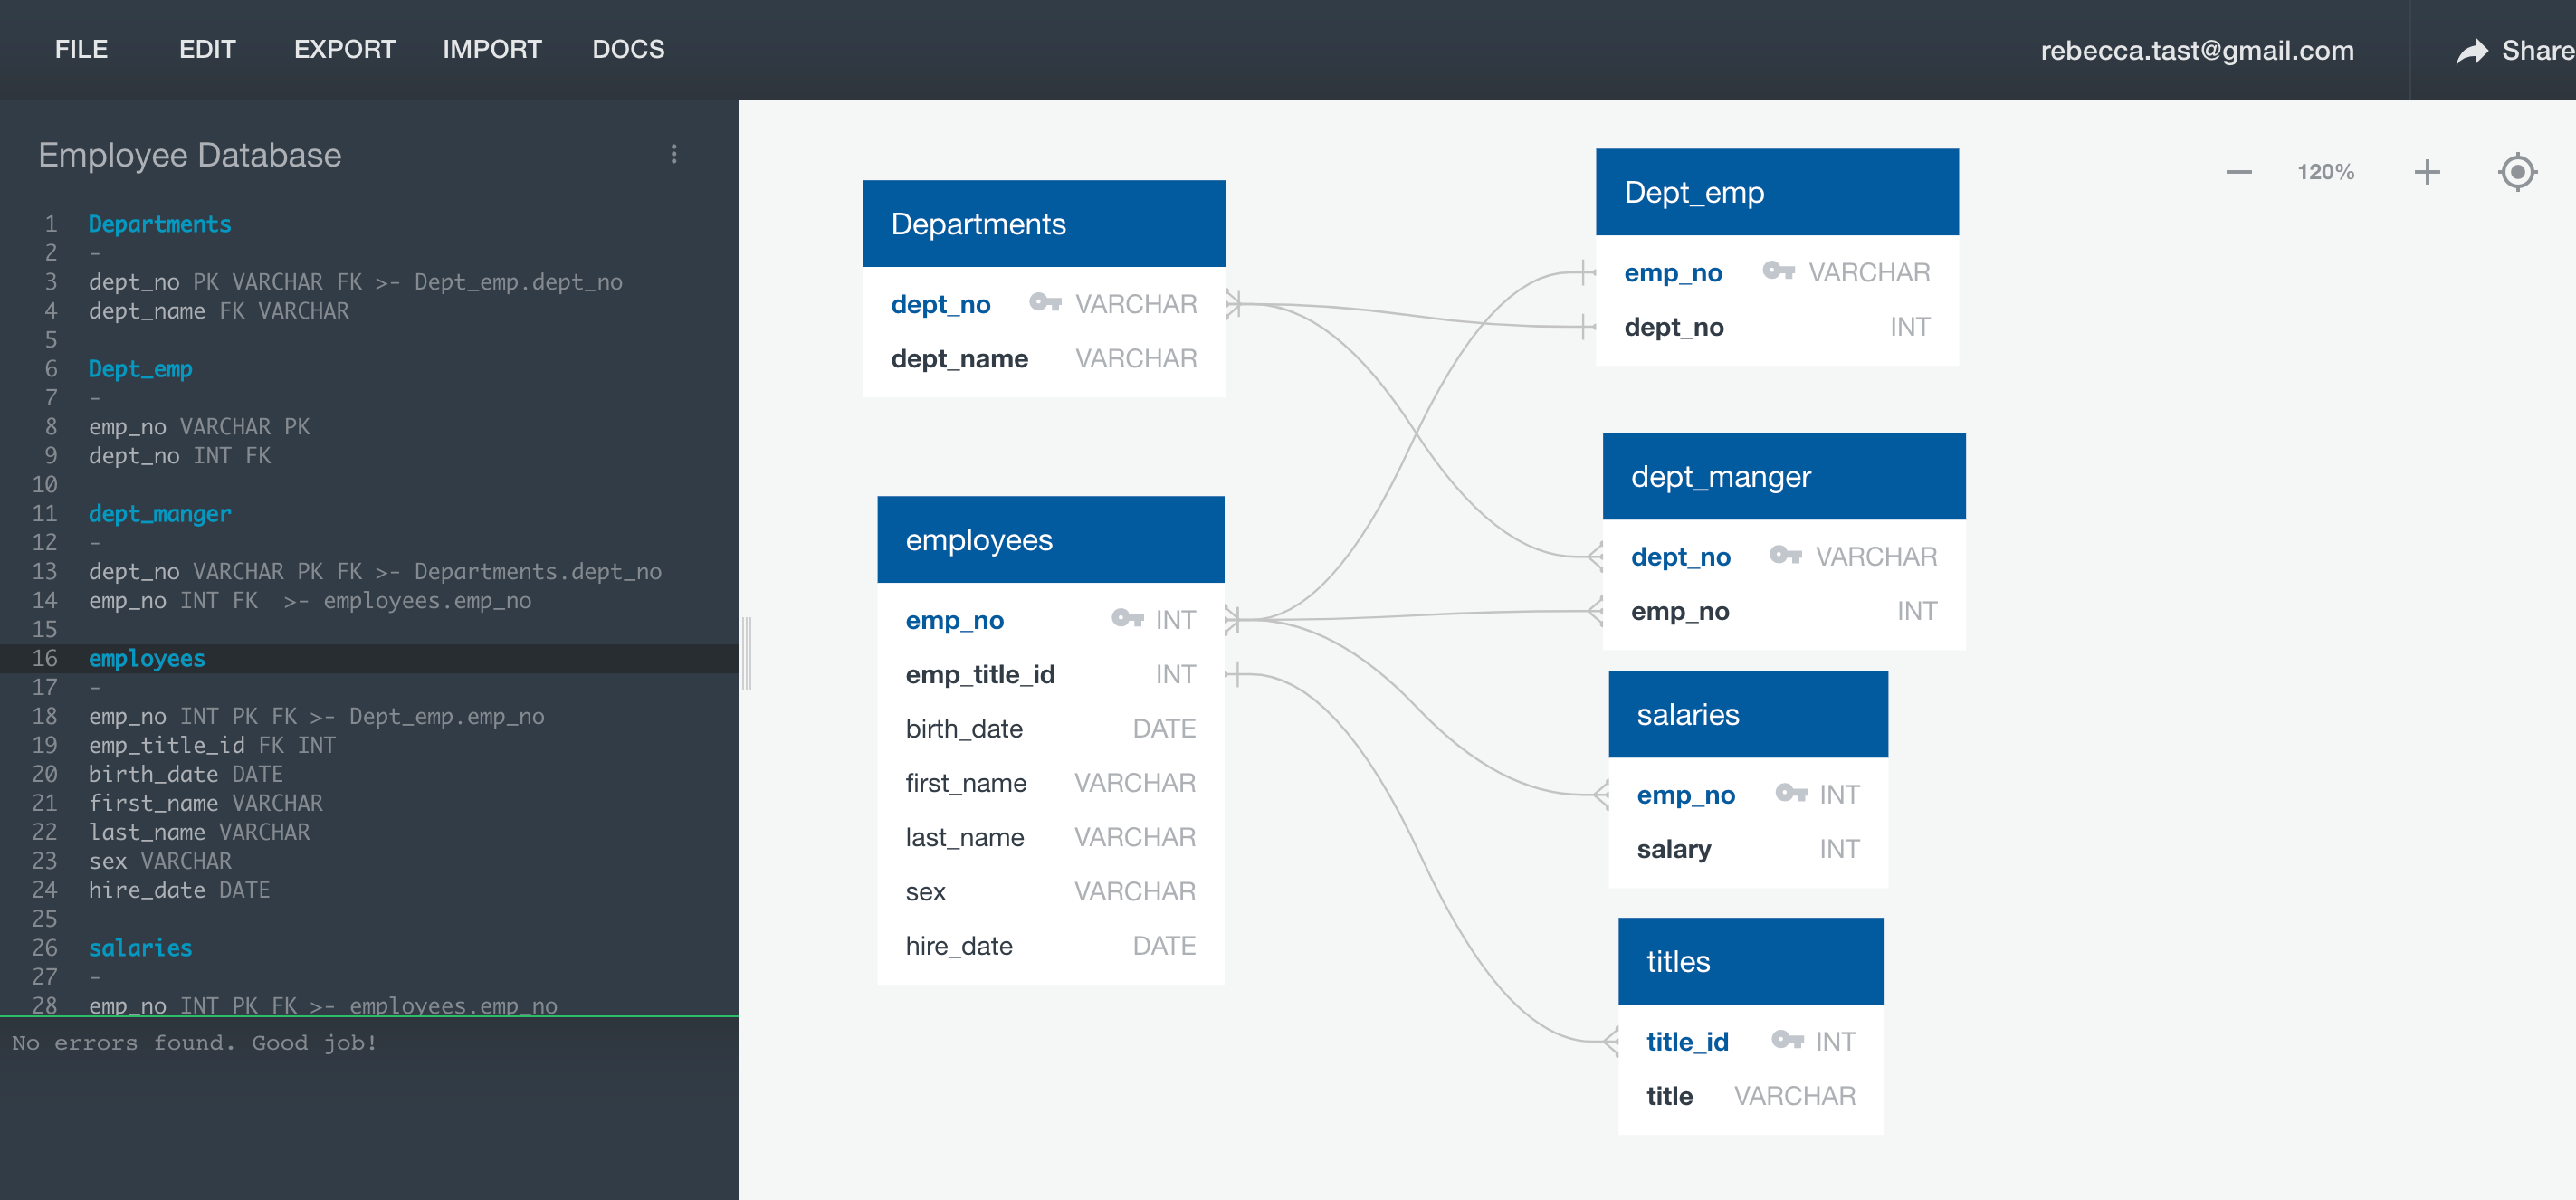 FILE EDIT EXPORT IMPORT DOCS rebecca.tast@gmail.com Share
Employee Database
1 Departments
2 -
3 dept_no PK VARCHAR FK >- Dept_emp.dept_no
4 dept_name FK VARCHAR
5
6 Dept_emp
7 -
8 emp_no VARCHAR PK
9 dept_no INT FK
10
11 dept_manger
12 -
13 dept_no VARCHAR PK FK >- Departments.dept_no
14 emp_no INT FK  >- employees.emp_no
15
16 employees
17 -
18 emp_no INT PK FK >- Dept_emp.emp_no
19 emp_title_id FK INT
20 birth_date DATE
21 first_name VARCHAR
22 last_name VARCHAR
23 sex VARCHAR
24 hire_date DATE
25
26 salaries
27 -
28 emp_no INT PK FK >- employees.emp_no
No errors found. Good job!
120%
Departments
dept_no VARCHAR
dept_name VARCHAR
employees
emp_no INT
emp_title_id INT
birth_date DATE
first_name VARCHAR
last_name VARCHAR
sex VARCHAR
hire_date DATE
Dept_emp
emp_no VARCHAR
dept_no INT
dept_manger
dept_no VARCHAR
emp_no INT
salaries
emp_no INT
salary INT
titles
title_id INT
title VARCHAR